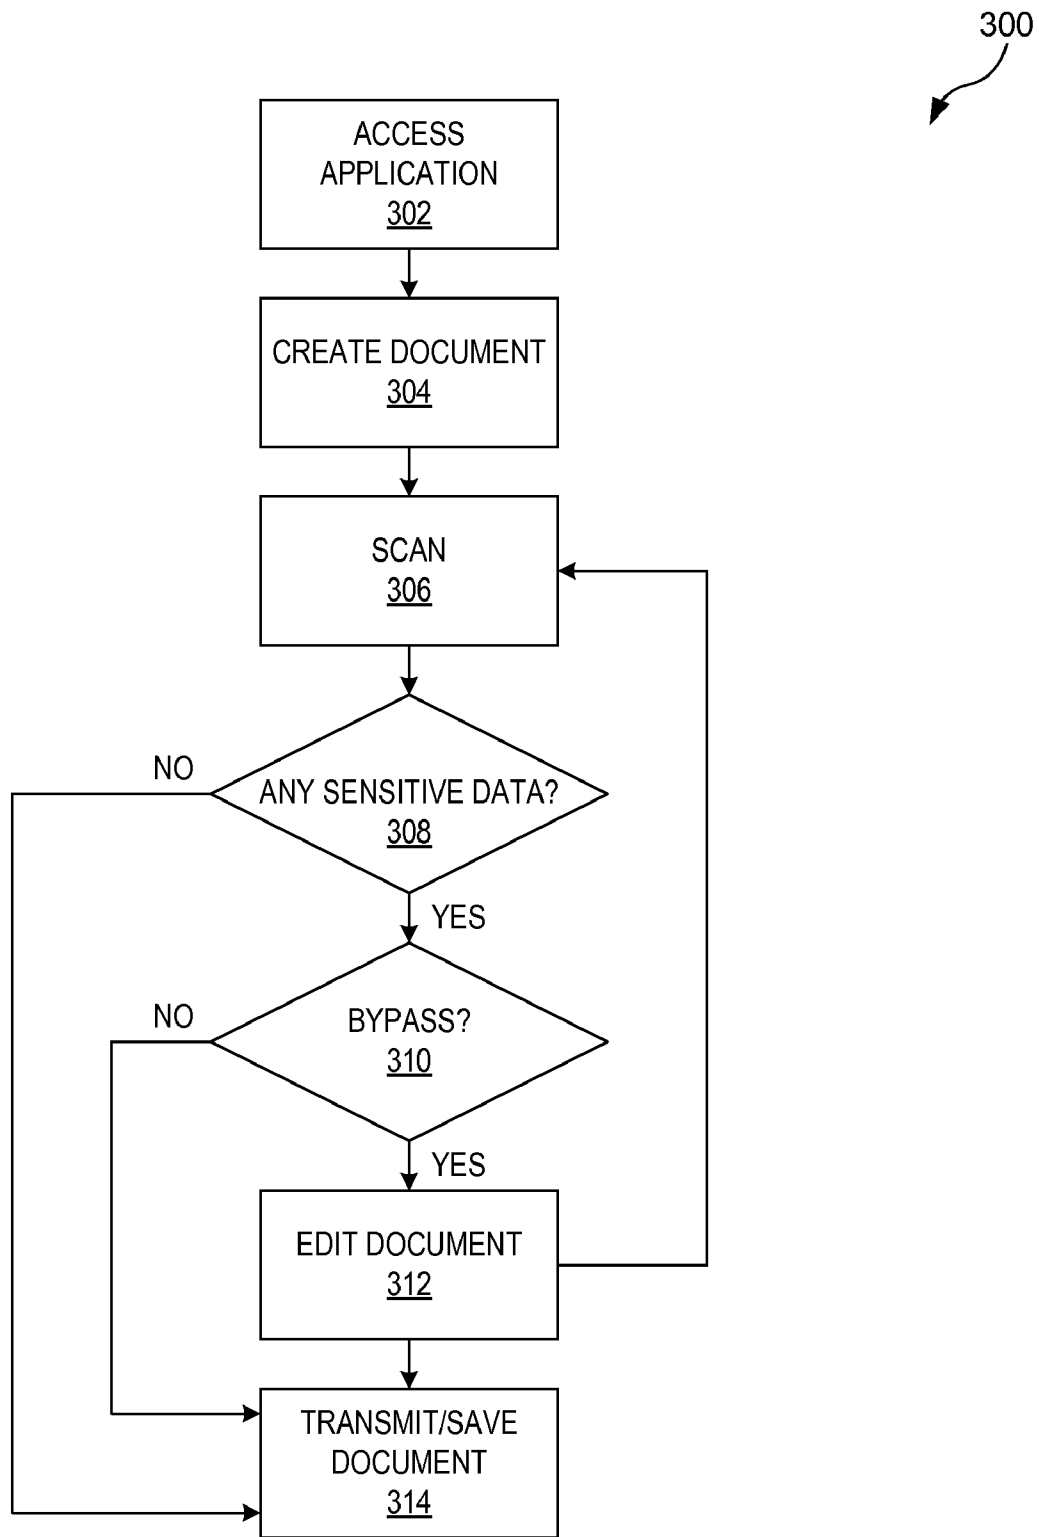 300
ACCESS
APPLICATION
302
CREATE DOCUMENT
304
SCAN
306
NO
ANY SENSITIVE DATA?
308
YES
NO
BYPASS?
310
YES
EDIT DOCUMENT
312
TRANSMIT/SAVE
DOCUMENT
314